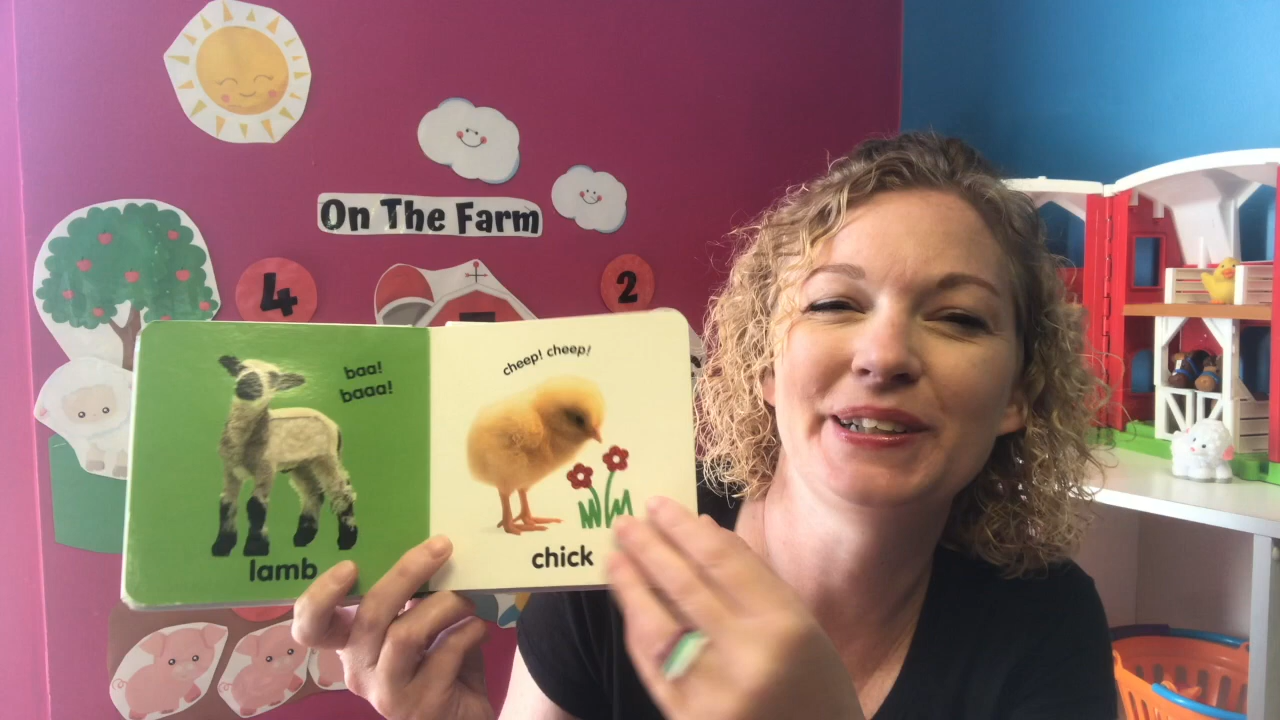 On The Farm
4
2
baa!
baaa!
lamb
cheep! cheep!
chick